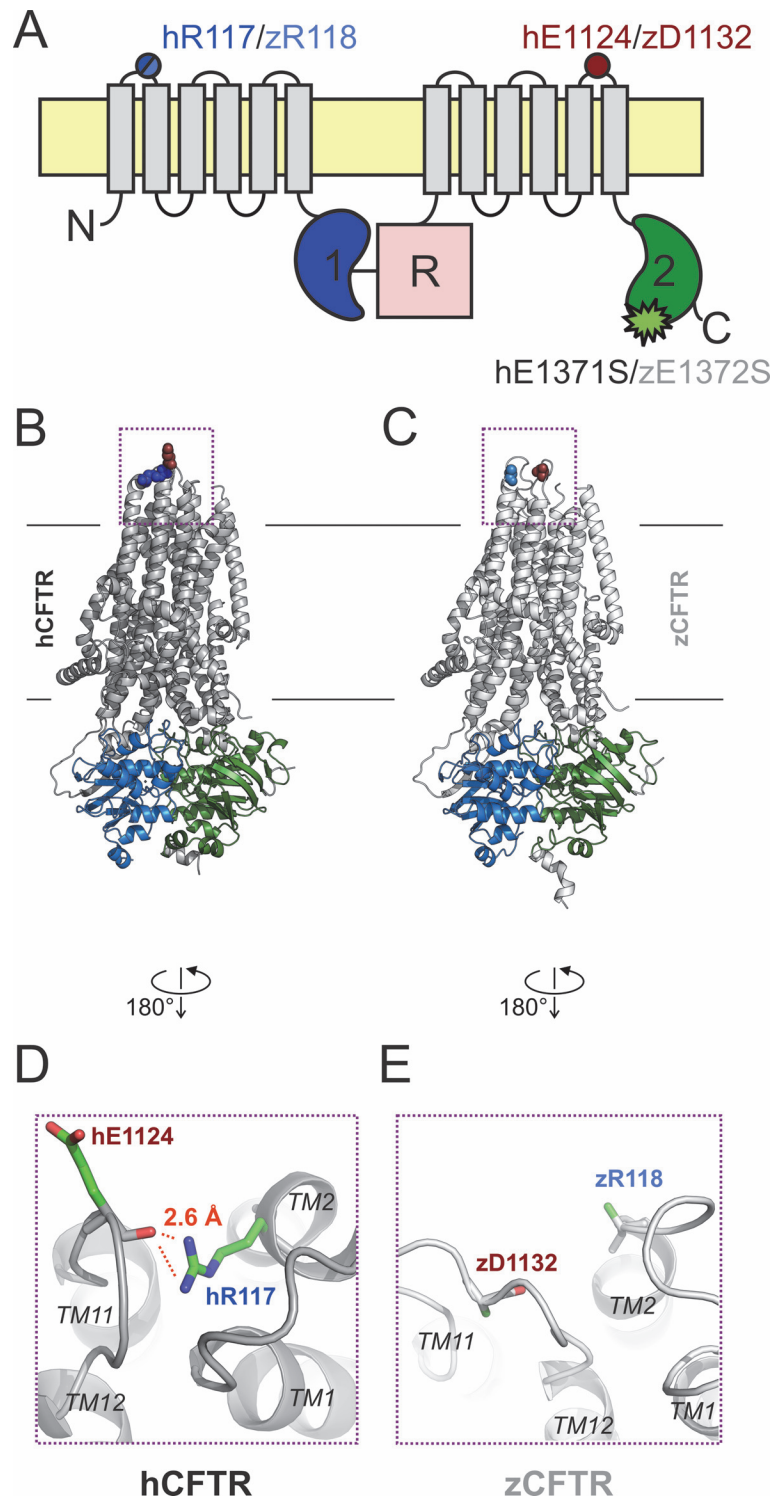 A
hR117/zR118
hE1124/zD1132
N
1
R
2
C
hE1371S/zE1372S
B
C
hCFTR
zCFTR
180°
180°
D
E
hE1124
2.6 Å
TM2
hR117
TM11
TM12
TM1
zR118
zD1132
TM2
TM11
TM12
TM1
hCFTR
zCFTR